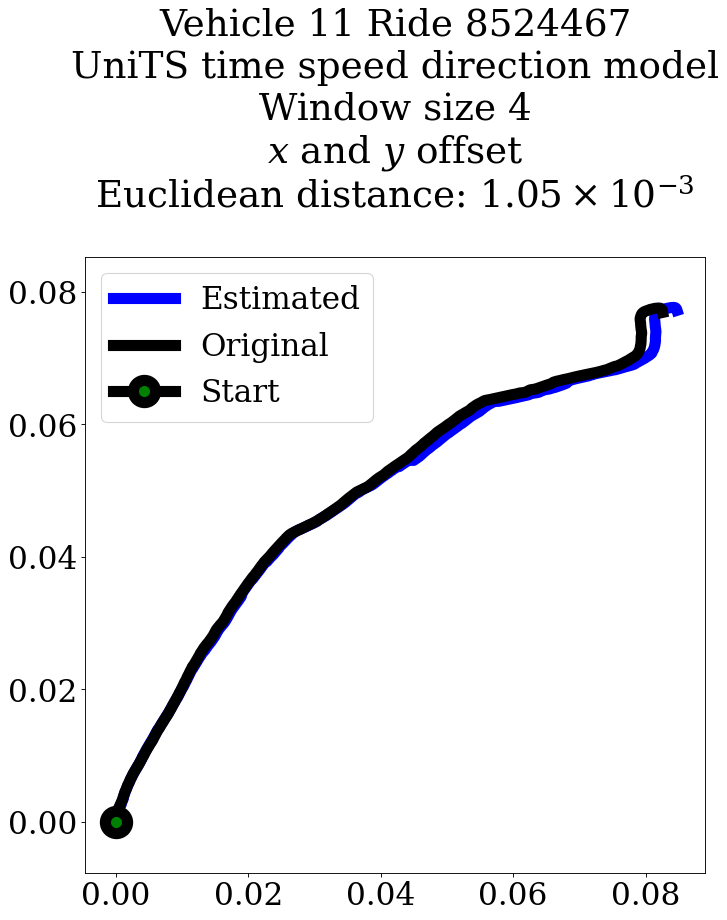 Vehicle 11 Ride 8524467
UniTS time speed direction model
Window size 4
x and y offset
Euclidean distance: 1.05 × 10⁻³
Estimated
Original
Start
0.08
0.06
0.04
0.02
0.00
0.00 0.02 0.04 0.06 0.08